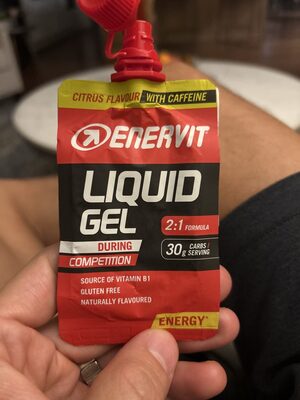 CITRUS FLAVOUR WITH CAFFEINE
ENERVIT
LIQUID
GEL
2:1 FORMULA
DURING
COMPETITION
30g CARBS / SERVING
SOURCE OF VITAMIN B1
GLUTEN FREE
NATURALLY FLAVOURED
ENERGY*